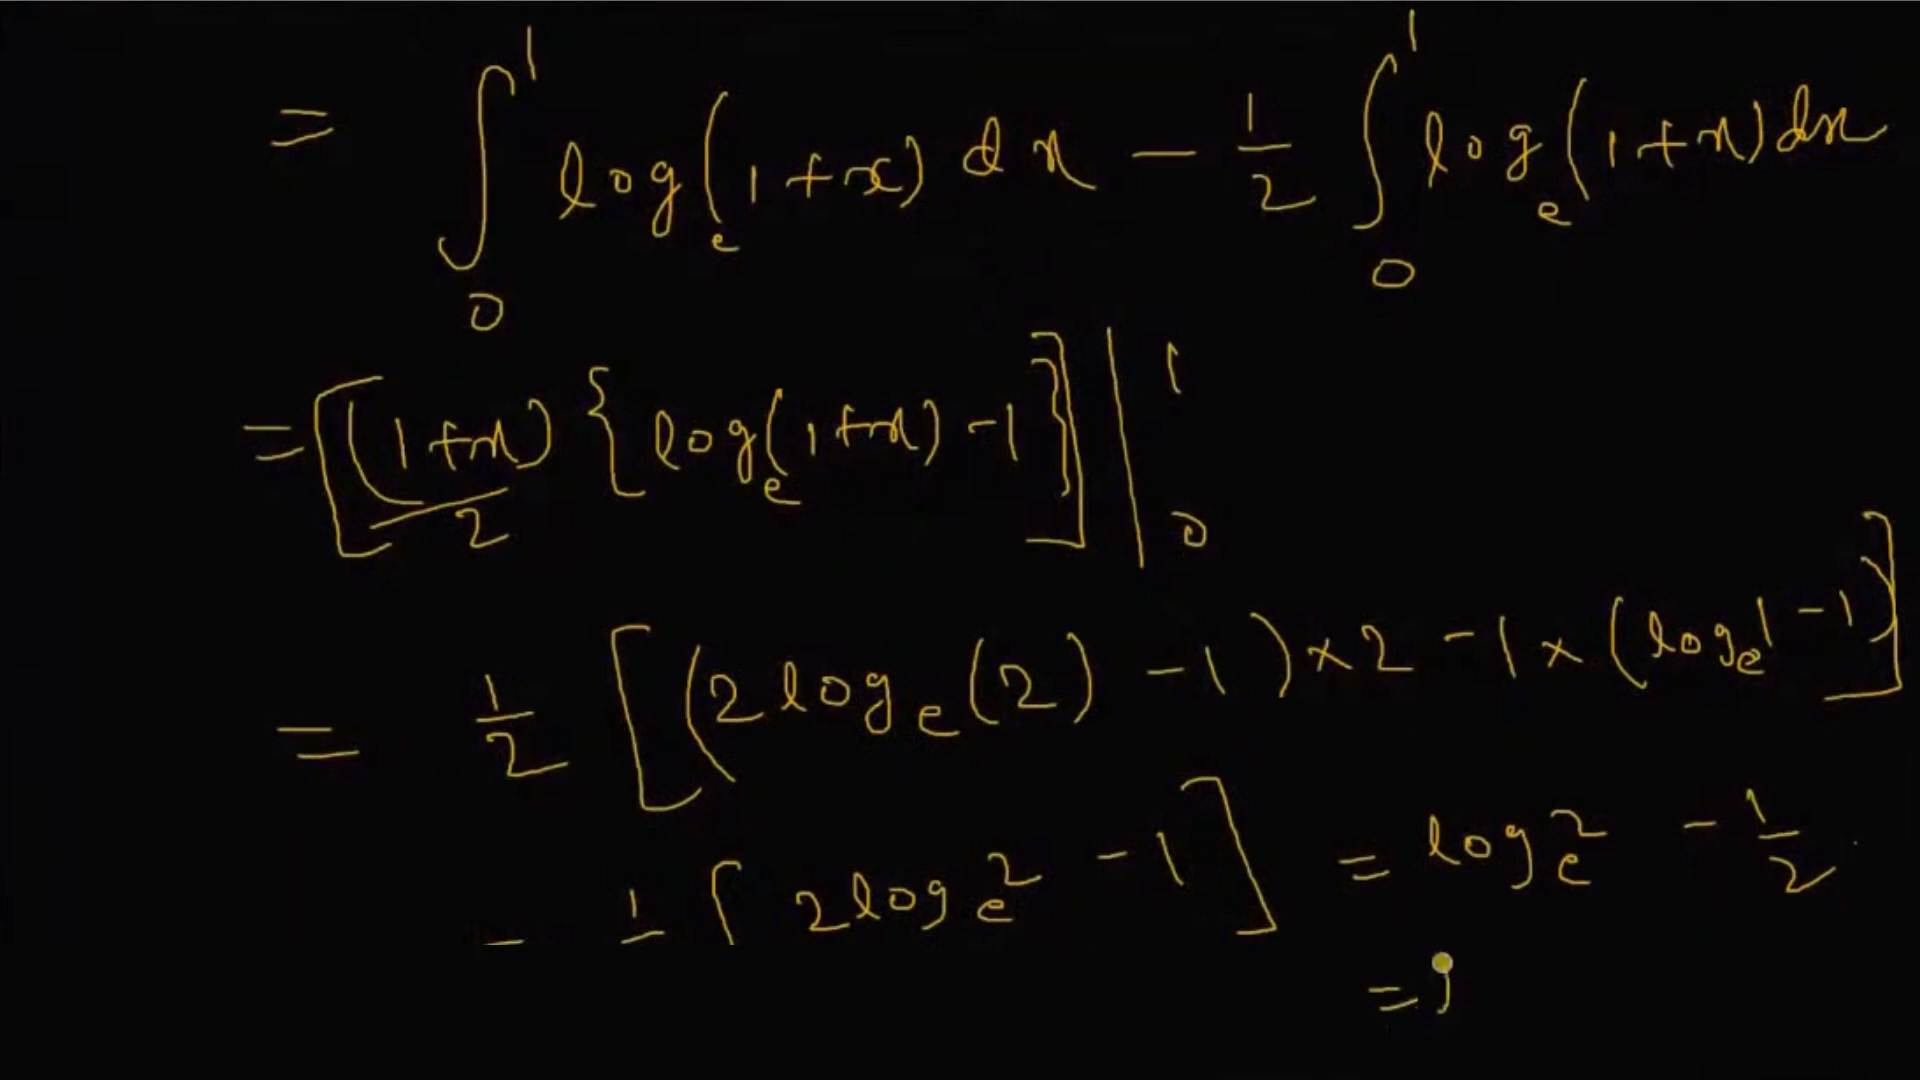 = ∫₀¹ logₑ(1+x) dx − 1/2 ∫₀¹ logₑ(1+x) dx
= [(1+x)/2 {logₑ(1+x) − 1}] |₀¹
= 1/2 [(2 logₑ(2) − 1) × 2 − 1 × (logₑ1 − 1)]
1/2 [2 logₑ2 − 1] = logₑ2 − 1/2
=